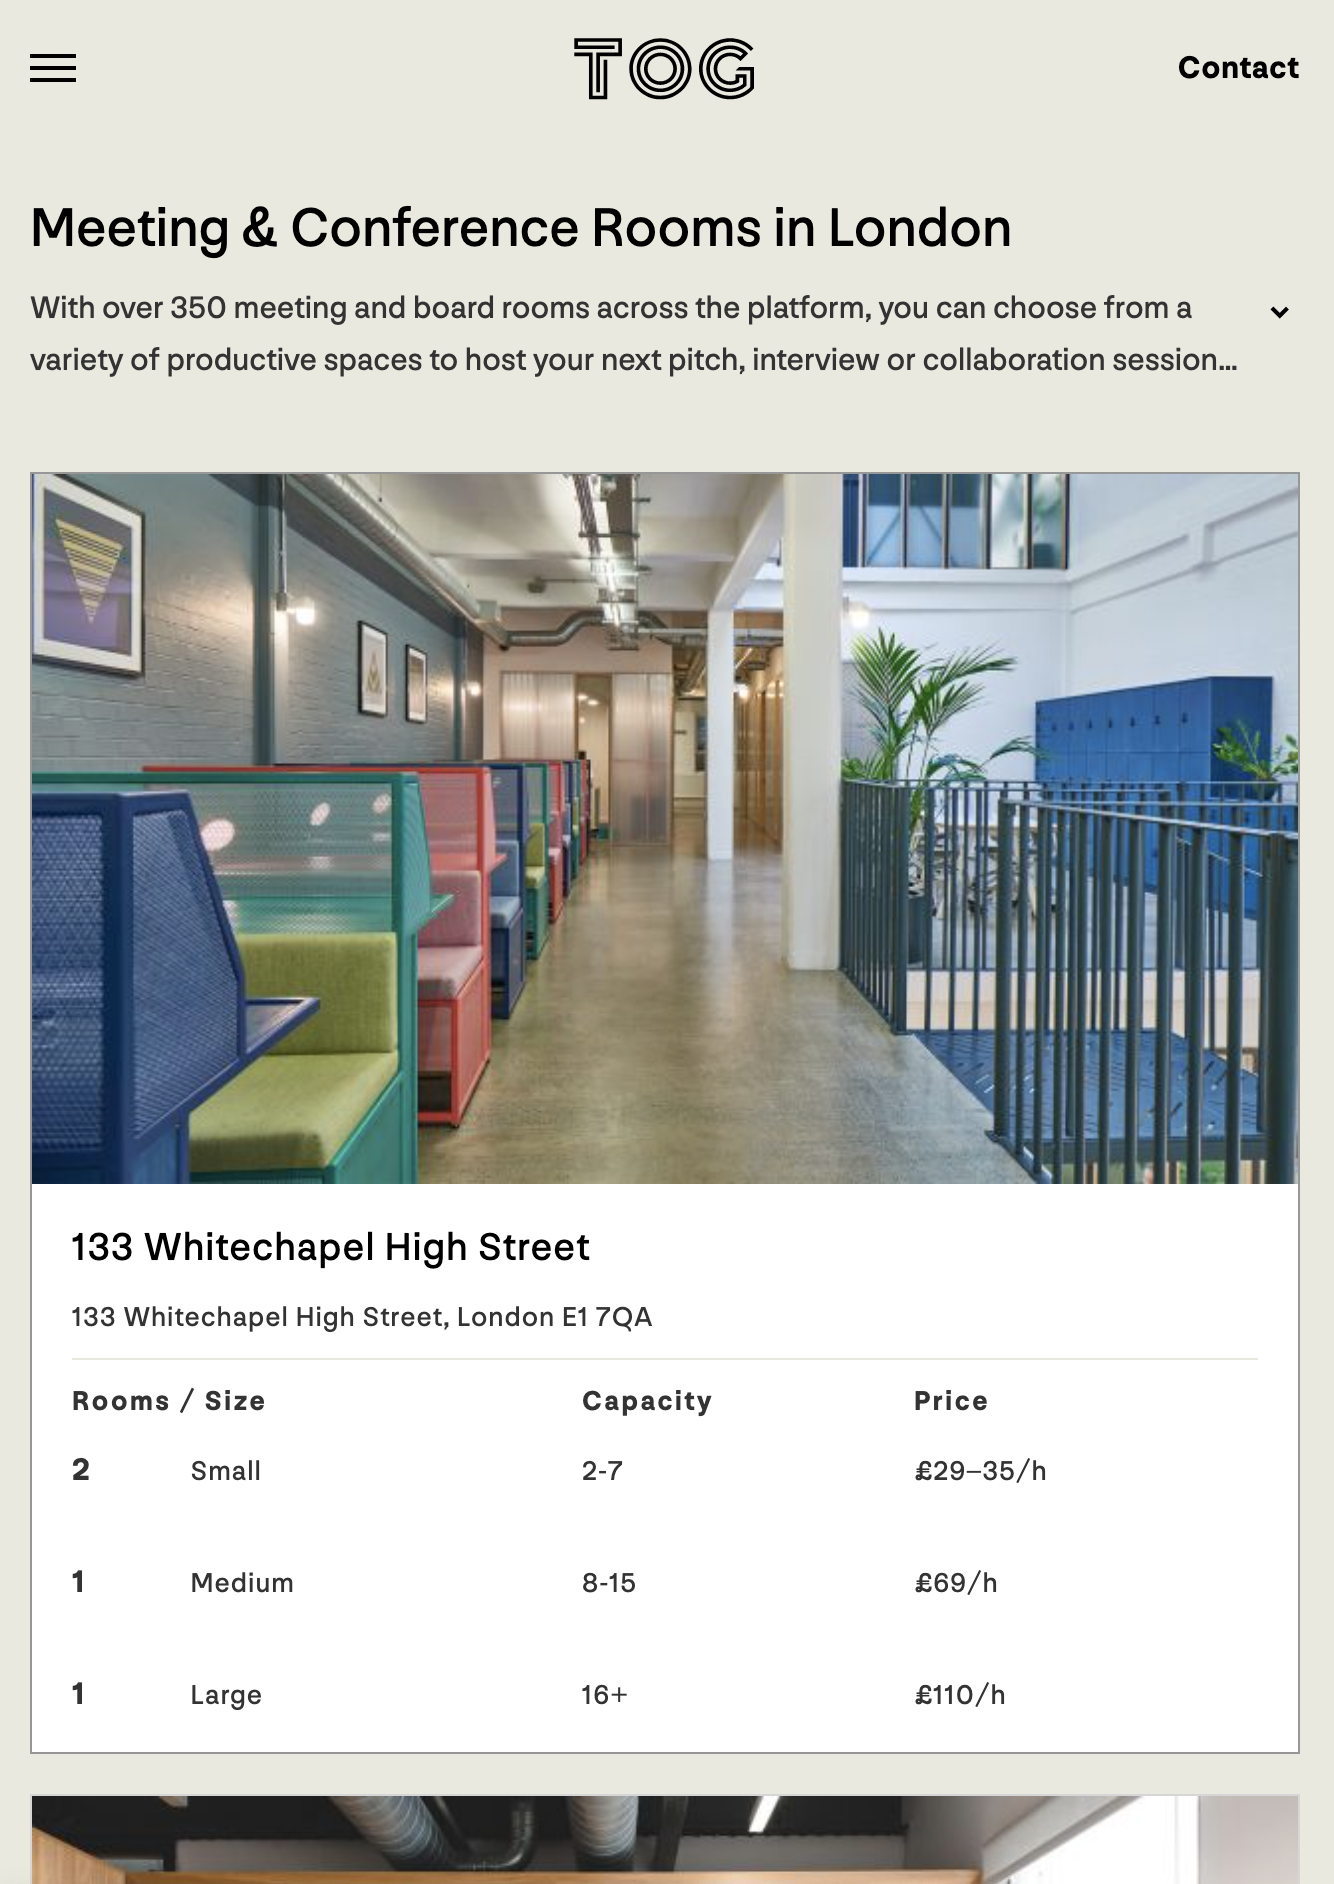 TOG
Contact
Meeting & Conference Rooms in London
With over 350 meeting and board rooms across the platform, you can choose from a
variety of productive spaces to host your next pitch, interview or collaboration session...
133 Whitechapel High Street
133 Whitechapel High Street, London E1 7QA
Rooms / Size Capacity Price
2 Small 2-7 £29–35/h
1 Medium 8-15 £69/h
1 Large 16+ £110/h